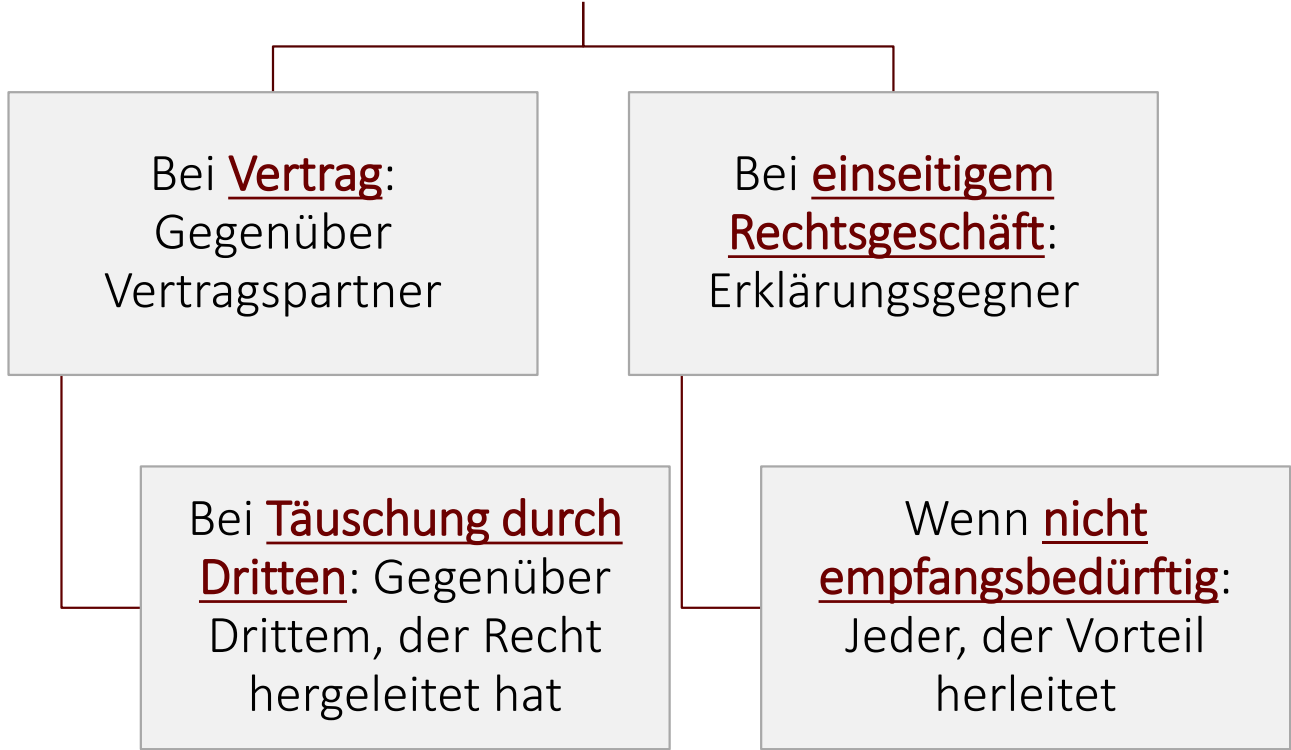 Bei Vertrag:
Gegenüber
Vertragspartner
Bei einseitigem
Rechtsgeschäft:
Erklärungsgegner
Bei Täuschung durch
Dritten: Gegenüber
Drittem, der Recht
hergeleitet hat
Wenn nicht
empfangsbedürftig:
Jeder, der Vorteil
herleitet